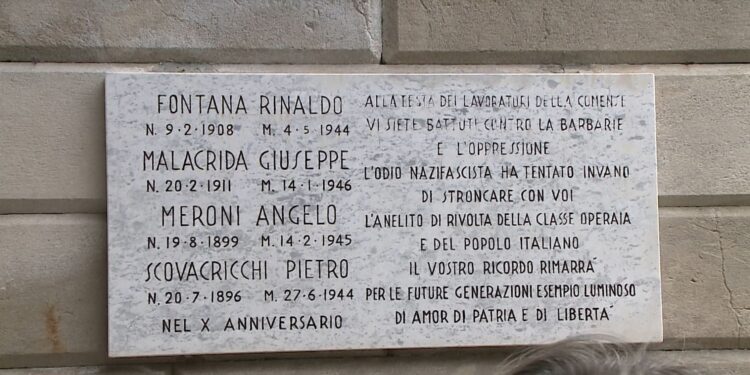 FONTANA RINALDO
N. 9-2-1908 M. 4-5-1944
MALACRIDA GIUSEPPE
N. 20-2-1911 M. 14-1-1946
MERONI ANGELO
N. 19-8-1899 M. 14-2-1945
SCOVACRICCHI PIETRO
N. 20-7-1896 M. 27-6-1944
NEL X ANNIVERSARIO
ALLA TESTA DEI LAVORATORI DELLA COMENSE
VI SIETE BATTUTI CONTRO LA BARBARIE
E L'OPPRESSIONE
L'ODIO NAZIFASCISTA HA TENTATO INVANO
DI STRONCARE CON VOI
L'ANELITO DI RIVOLTA DELLA CLASSE OPERAIA
E DEL POPOLO ITALIANO
IL VOSTRO RICORDO RIMARRA'
PER LE FUTURE GENERAZIONI ESEMPIO LUMINOSO
DI AMOR DI PATRIA E DI LIBERTA'